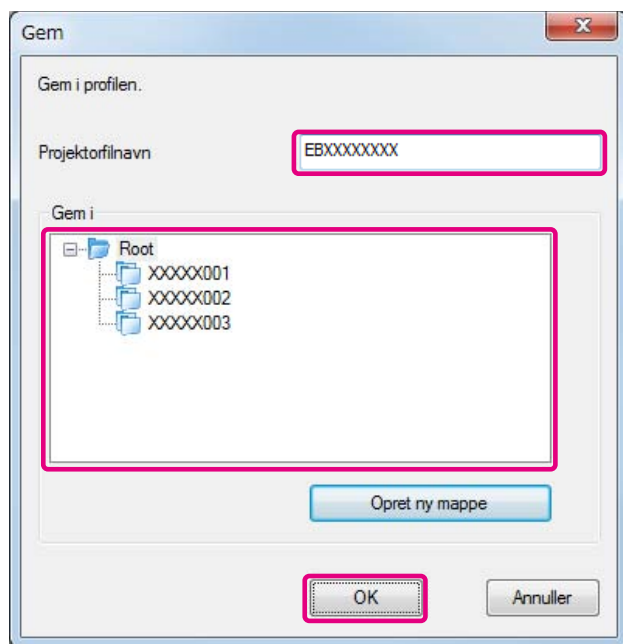 Gem
Gem i profilen.
Projektorfilnavn
EBXXXXXXXX
Gem i
Root
XXXXX001
XXXXX002
XXXXX003
Opret ny mappe
OK
Annuller